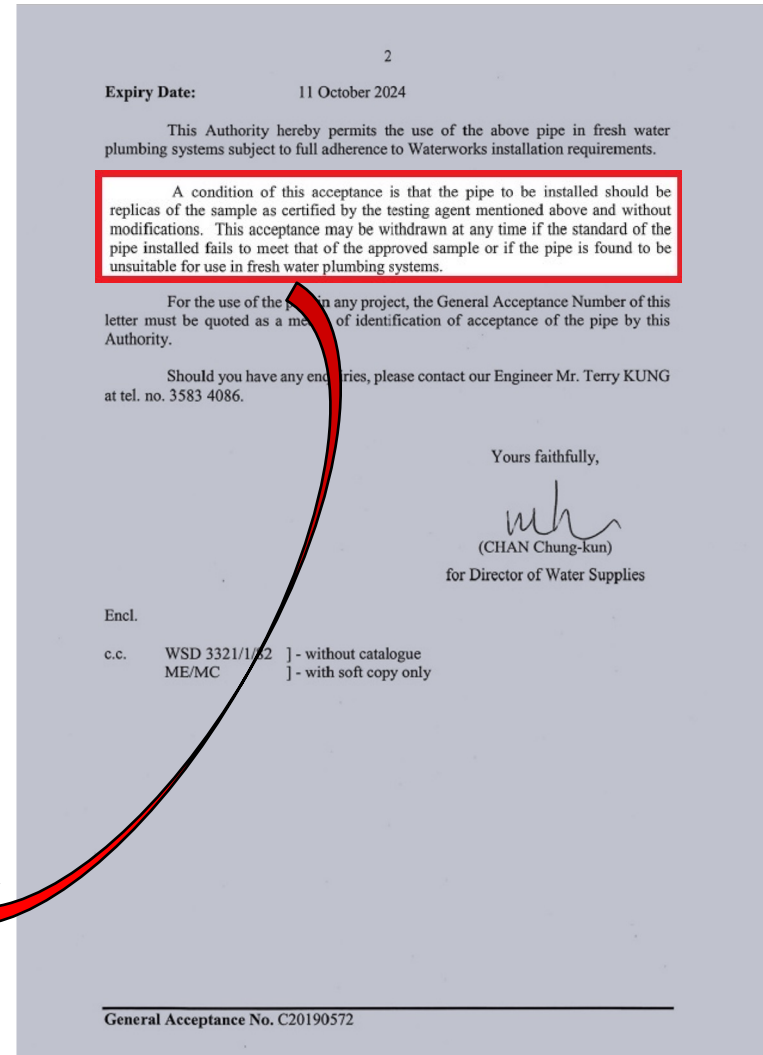 2
Expiry Date: 11 October 2024
This Authority hereby permits the use of the above pipe in fresh water
plumbing systems subject to full adherence to Waterworks installation requirements.
A condition of this acceptance is that the pipe to be installed should be
replicas of the sample as certified by the testing agent mentioned above and without
modifications. This acceptance may be withdrawn at any time if the standard of the
pipe installed fails to meet that of the approved sample or if the pipe is found to be
unsuitable for use in fresh water plumbing systems.
For the use of the in any project, the General Acceptance Number of this
letter must be quoted as a of identification of acceptance of the pipe by this
Authority.
Should you have any enquiries, please contact our Engineer Mr. Terry KUNG
at tel. no. 3583 4086.
Yours faithfully,
(CHAN Chung-kun)
for Director of Water Supplies
Encl.
c.c. WSD 3321/1/82 ] - without catalogue
ME/MC ] - with soft copy only
General Acceptance No. C20190572